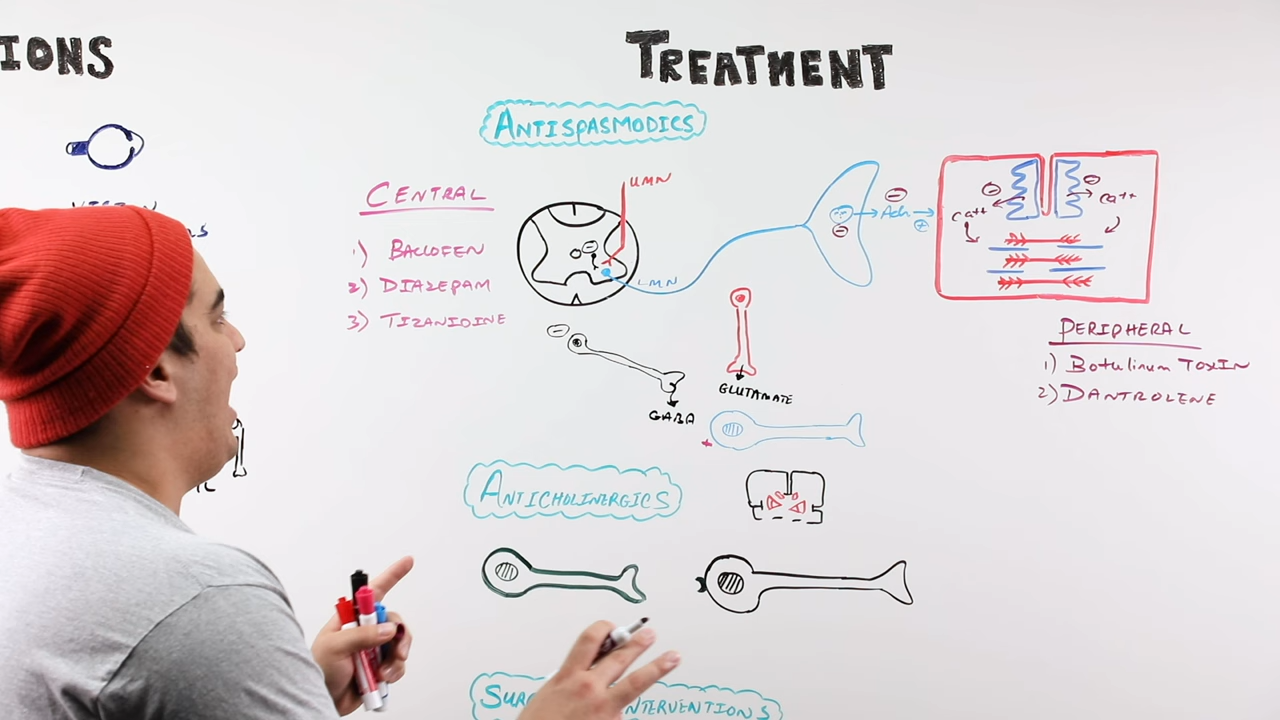 IONS
TREATMENT
ANTISPASMODICS
VISION
CENTRAL
1) BACLOFEN
2) DIAZEPAM
3) TIZANIDINE
UMN
LMN
ACh
Ca++
Ca++
PERIPHERAL
1) Botulinum TOXIN
2) DANTROLENE
GABA
GLUTAMATE
ANTICHOLINERGICS
INTERVENTIONS